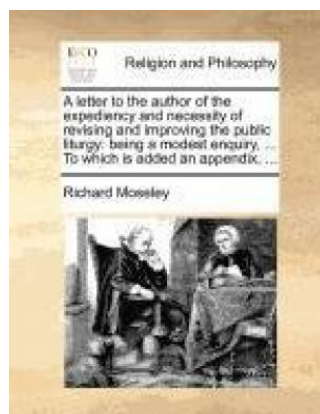 ECCO
Religion and Philosophy
A letter to the author of the
expediency and necessity of
revising and improving the public
liturgy: being a modest enquiry, ...
To which is added an appendix. ...
Richard Moseley